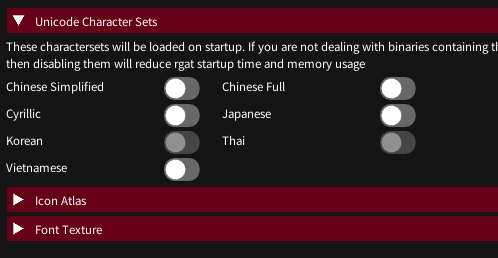 Unicode Character Sets
These charactersets will be loaded on startup. If you are not dealing with binaries containing
then disabling them will reduce rgat startup time and memory usage
Chinese Simplified Chinese Full
Cyrillic Japanese
Korean Thai
Vietnamese
Icon Atlas
Font Texture